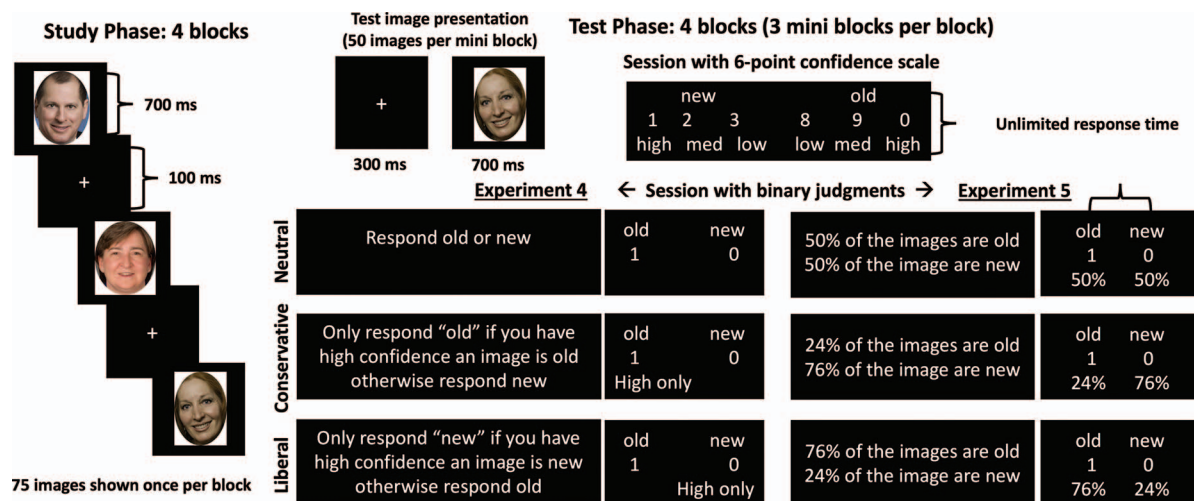 Study Phase: 4 blocks
700 ms
100 ms
75 images shown once per block
Test image presentation
(50 images per mini block)
+
+
+
300 ms
700 ms
Test Phase: 4 blocks (3 mini blocks per block)
Session with 6-point confidence scale
new old
1 2 3 8 9 0
high med low low med high
Unlimited response time
Experiment 4 ← Session with binary judgments → Experiment 5
Neutral
Respond old or new
old new
1 0
50% of the images are old
50% of the image are new
old new
1 0
50% 50%
Conservative
Only respond “old” if you have
high confidence an image is old
otherwise respond new
old new
1 0
High only
24% of the images are old
76% of the images are new
old new
1 0
24% 76%
Liberal
Only respond “new” if you have
high confidence an image is new
otherwise respond old
old new
1 0
High only
76% of the images are old
24% of the image are new
old new
1 0
76% 24%